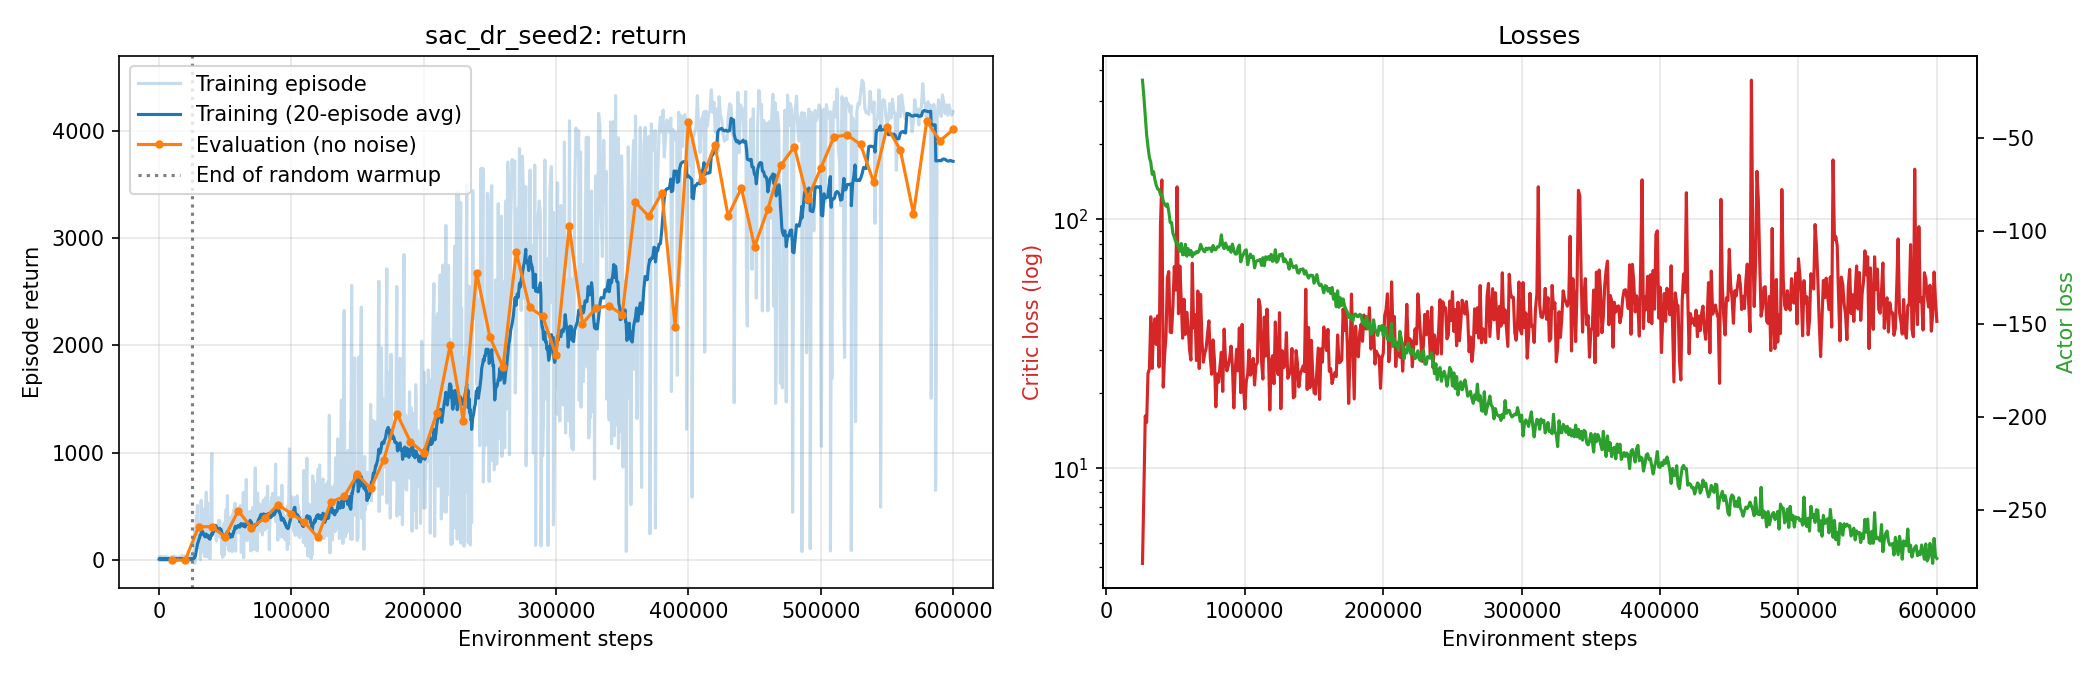 sac_dr_seed2: return
Training episode
Training (20-episode avg)
Evaluation (no noise)
End of random warmup
Episode return
4000
3000
2000
1000
0
0
100000
200000
300000
400000
500000
600000
Environment steps
Losses
Critic loss (log)
10²
10¹
Actor loss
−50
−100
−150
−200
−250
0
100000
200000
300000
400000
500000
600000
Environment steps